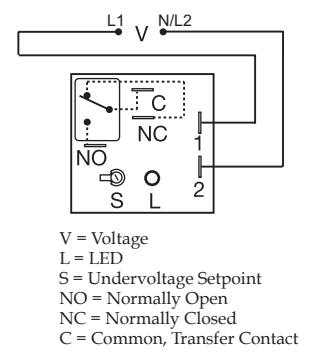 L1 V N/L2
C
NC
1
NO
2
S L
V = Voltage
L = LED
S = Undervoltage Setpoint
NO = Normally Open
NC = Normally Closed
C = Common, Transfer Contact